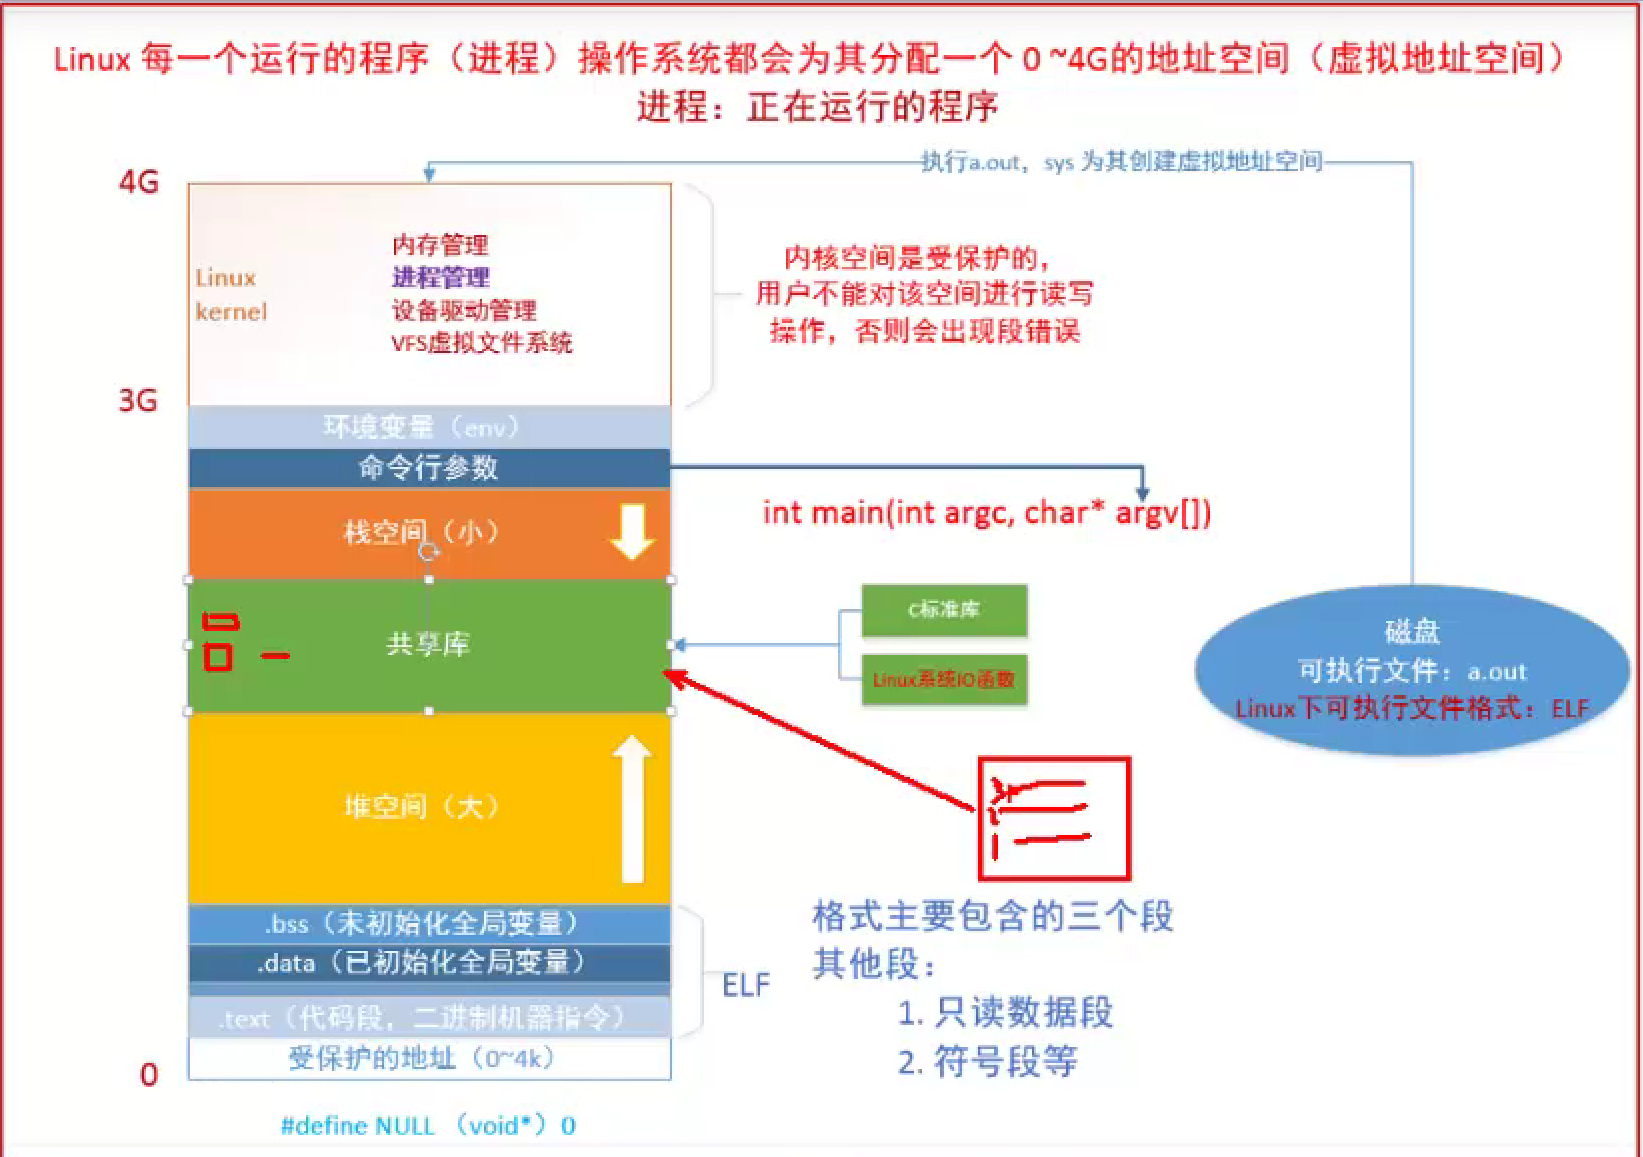 Linux 每一个运行的程序（进程）操作系统都会为其分配一个 0 ~4G的地址空间（虚拟地址空间）
进程：正在运行的程序
执行a.out，sys 为其创建虚拟地址空间
4G
内存管理
Linux
kernel
进程管理
设备驱动管理
VFS虚拟文件系统
内核空间是受保护的，
用户不能对该空间进行读写
操作，否则会出现段错误
3G
环境变量（env）
命令行参数
int main(int argc, char* argv[])
栈空间（小）
共享库
C标准库
Linux系统IO函数
磁盘
可执行文件：a.out
Linux下可执行文件格式：ELF
堆空间（大）
.bss（未初始化全局变量）
.data（已初始化全局变量）
.text（代码段，二进制机器指令）
ELF
格式主要包含的三个段
其他段：
1. 只读数据段
2. 符号段等
受保护的地址（0~4k）
0
#define NULL （void*）0